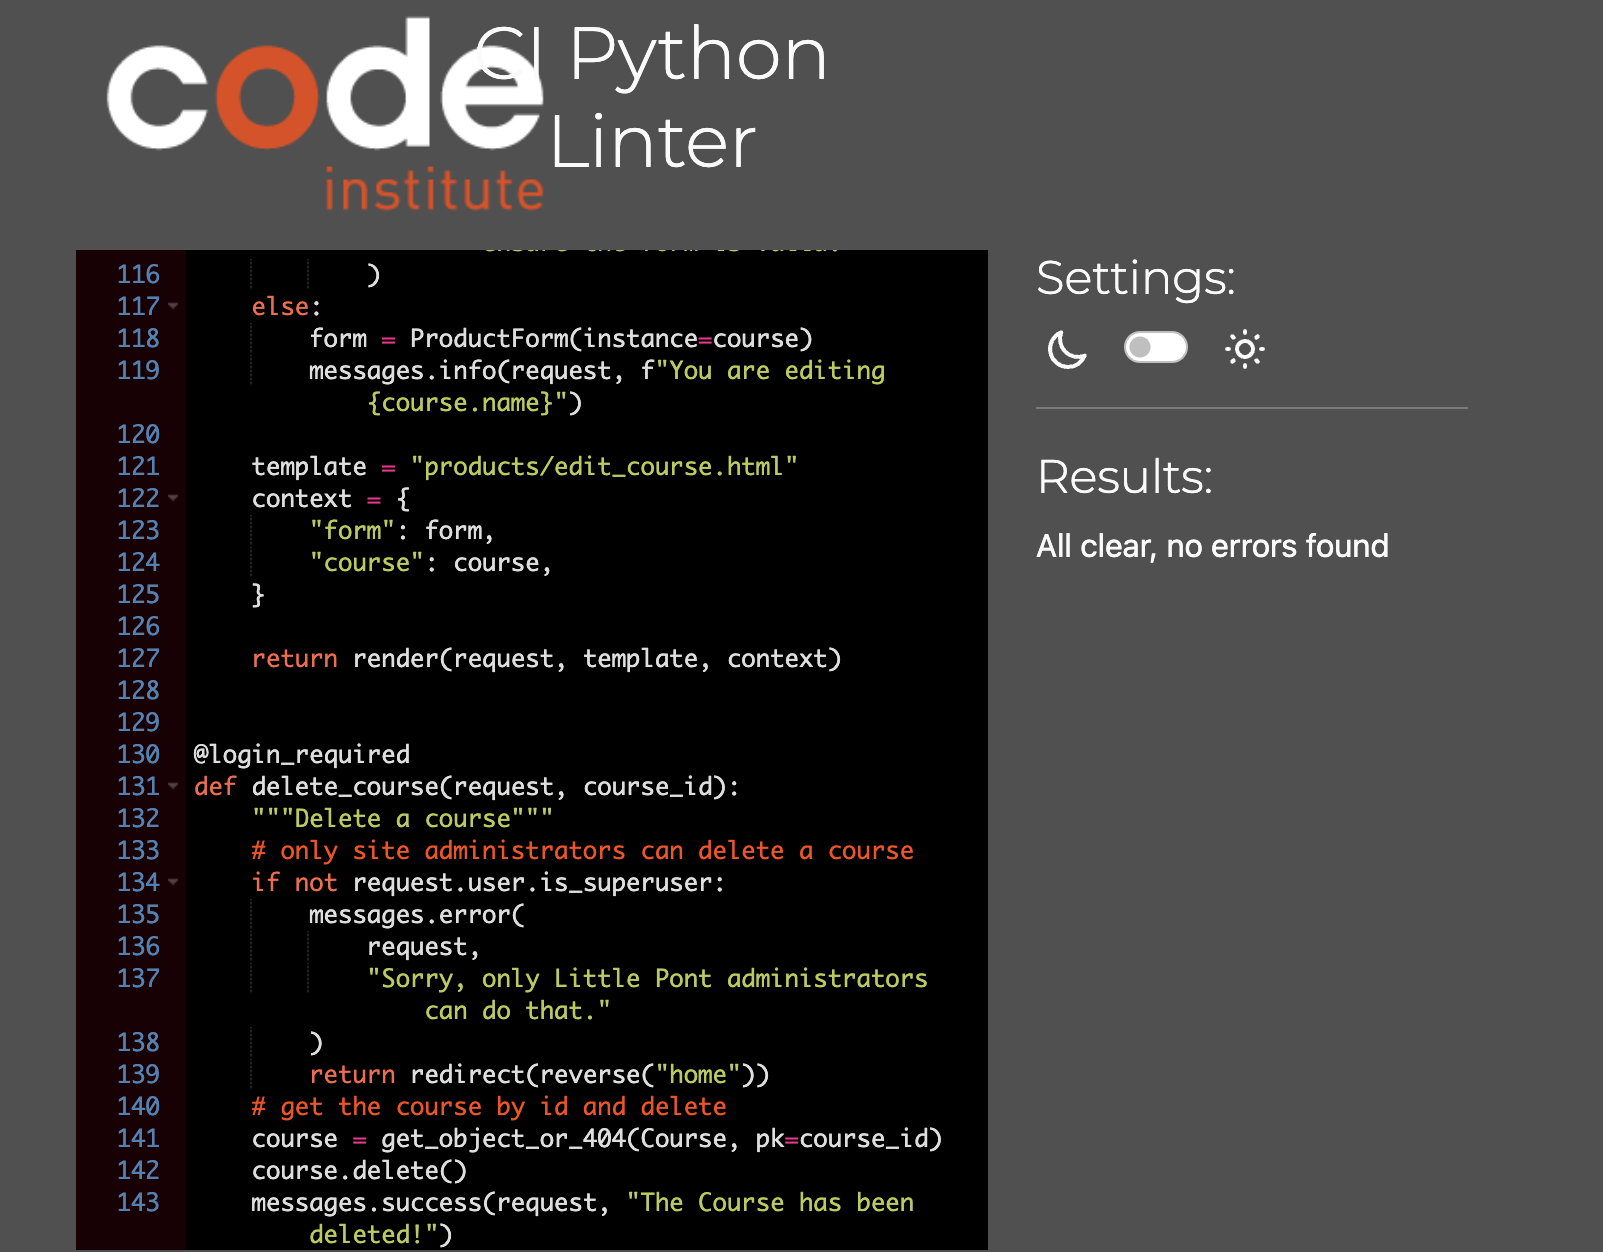 code
institute
CI Python
Linter
116 )
117 else:
118 form = ProductForm(instance=course)
119 messages.info(request, f"You are editing
{course.name}")
120
121 template = "products/edit_course.html"
122 context = {
123 "form": form,
124 "course": course,
125 }
126
127 return render(request, template, context)
128
129
130 @login_required
131 def delete_course(request, course_id):
132 """Delete a course"""
133 # only site administrators can delete a course
134 if not request.user.is_superuser:
135 messages.error(
136 request,
137 "Sorry, only Little Pont administrators
can do that."
138 )
139 return redirect(reverse("home"))
140 # get the course by id and delete
141 course = get_object_or_404(Course, pk=course_id)
142 course.delete()
143 messages.success(request, "The Course has been
deleted!")
Settings:
Results:
All clear, no errors found